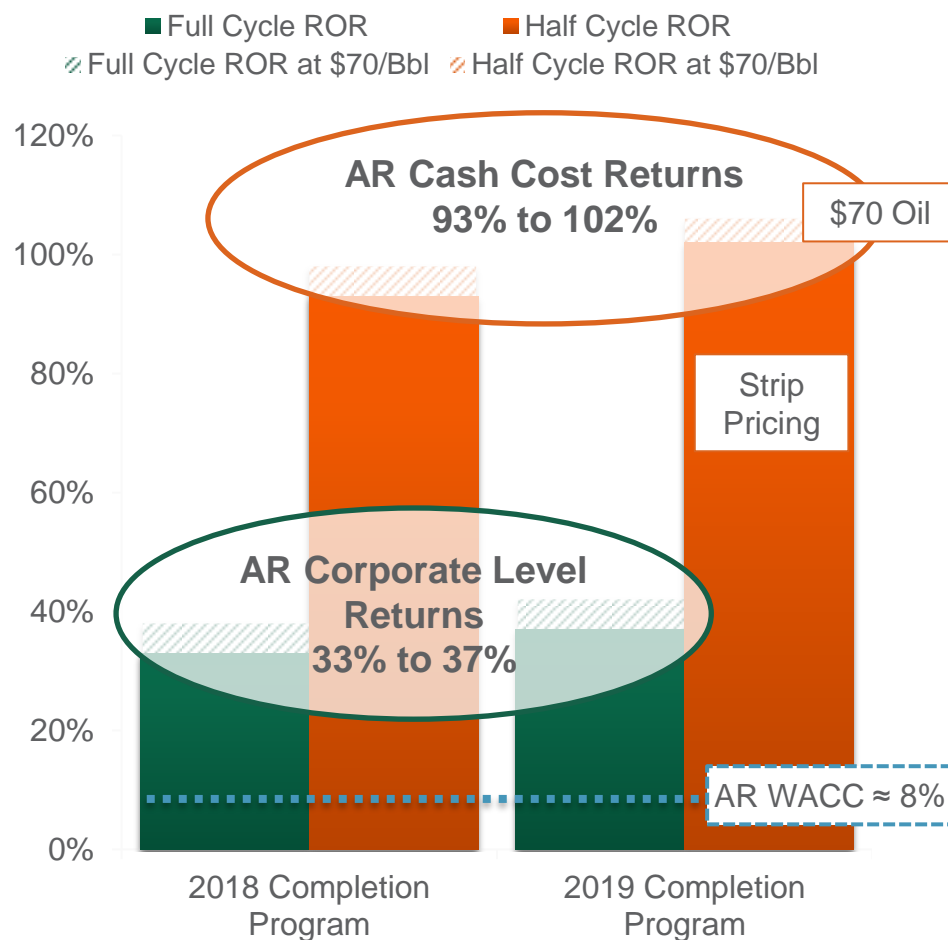 Full Cycle ROR
Half Cycle ROR
Full Cycle ROR at $70/Bbl
Half Cycle ROR at $70/Bbl
120%
100%
80%
60%
40%
20%
0%
AR Cash Cost Returns
93% to 102%
$70 Oil
Strip
Pricing
AR Corporate Level
Returns
33% to 37%
AR WACC ≈ 8%
2018 Completion
Program
2019 Completion
Program